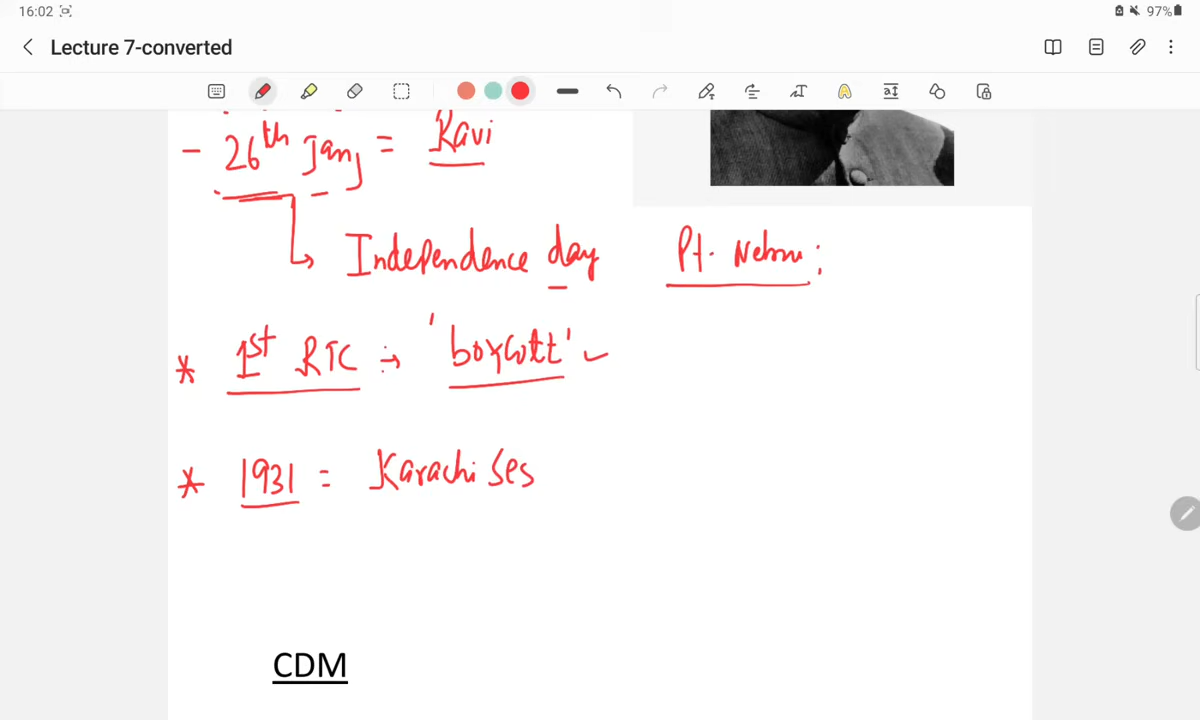 16:02 97%
Lecture 7-converted
- 26th Jany = Ravi
Independence day Pt. Nehru :
* 1st RTC → 'boycott'
* 1931 = Karachi Ses
CDM